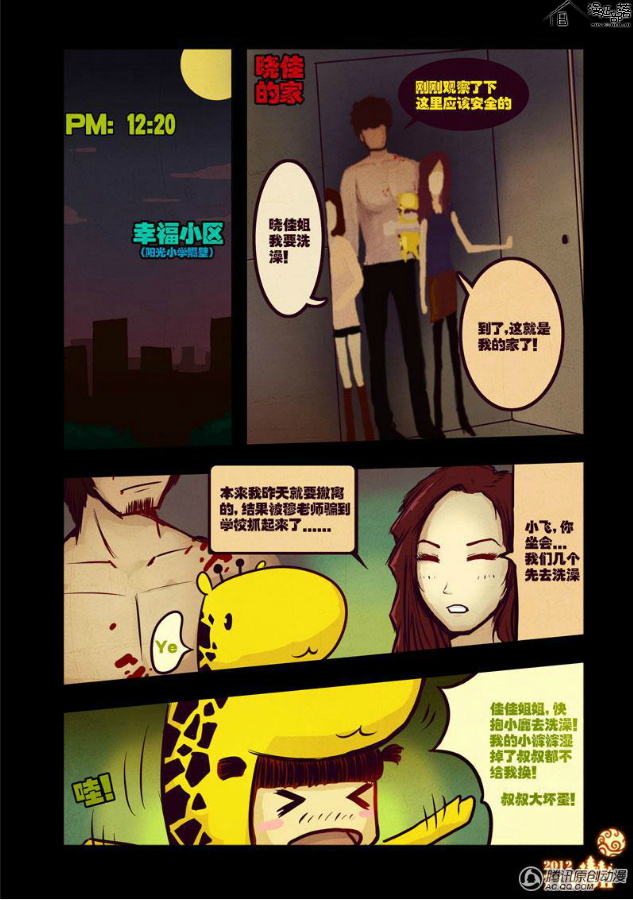 漫改部落
PM: 12:20
幸福小区
(阳光小学隔壁)
晓佳
的家
刚刚观察了下
这里应该安全的
晓佳姐
我要洗
澡!
到了,这就是
我的家了!
本来我昨天就要撤离
的,结果被穆老师骗到
学校抓起来了......
小飞,你
坐会...
我们几个
先去洗澡
Ye
佳佳姐姐,快
抱小鹿去洗澡!
我的小裤裤湿
掉了叔叔都不
给我换!
叔叔大坏蛋!
哇!
2012
腾讯原创动漫
AC.QQ.COM